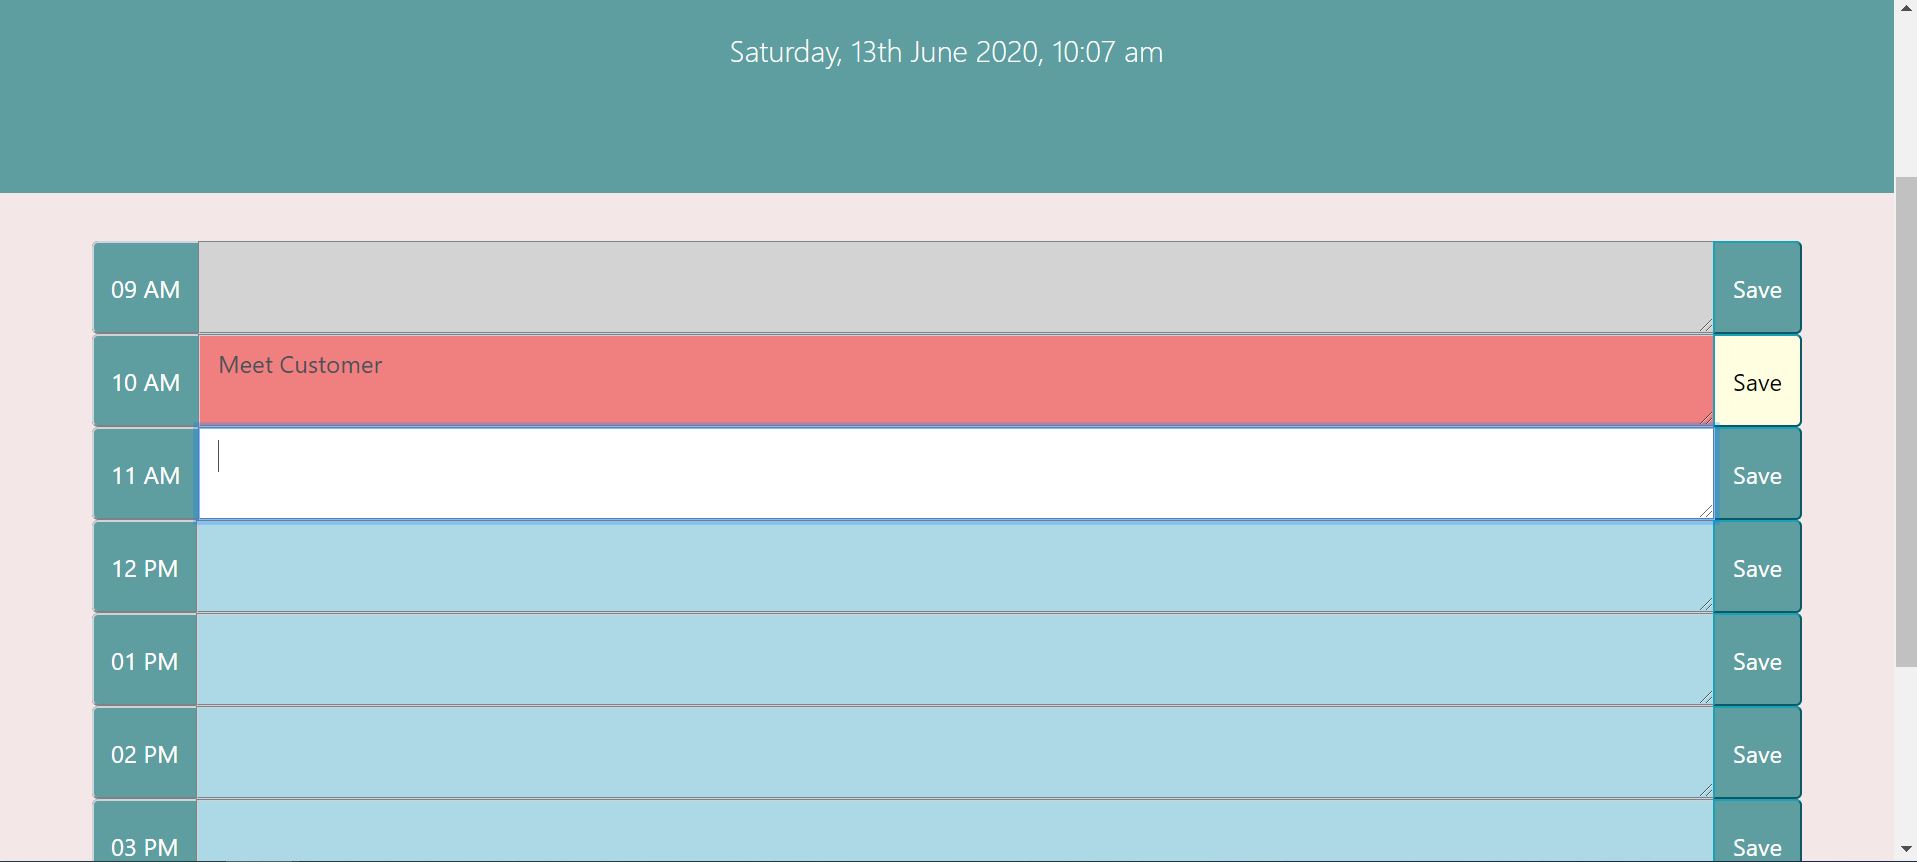 Saturday, 13th June 2020, 10:07 am
09 AM Save
10 AM Meet Customer Save
11 AM Save
12 PM Save
01 PM Save
02 PM Save
03 PM Save